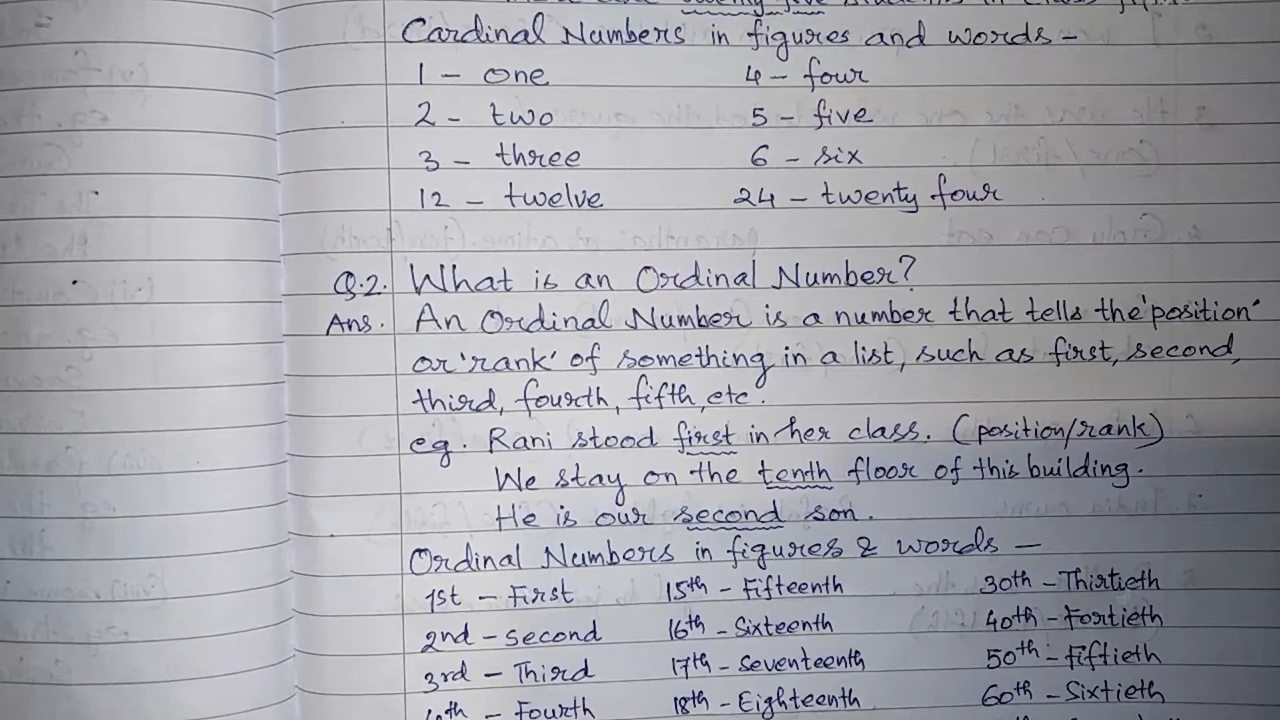 Cardinal Numbers in figures and words -
1 - one 4 - four
2 - two 5 - five
3 - three 6 - six
12 - twelve 24 - twenty four
Q.2. What is an Ordinal Number?
Ans. An Ordinal Number is a number that tells the 'position'
or 'rank' of something in a list, such as first, second,
third, fourth, fifth, etc.
eg. Rani stood first in her class. (position/rank)
We stay on the tenth floor of this building.
He is our second son.
Ordinal Numbers in figures & words -
1st - First 15th - Fifteenth 30th - Thirtieth
2nd - Second 16th - Sixteenth 40th - Fortieth
3rd - Third 17th - Seventeenth 50th - Fiftieth
4th - Fourth 18th - Eighteenth 60th - Sixtieth